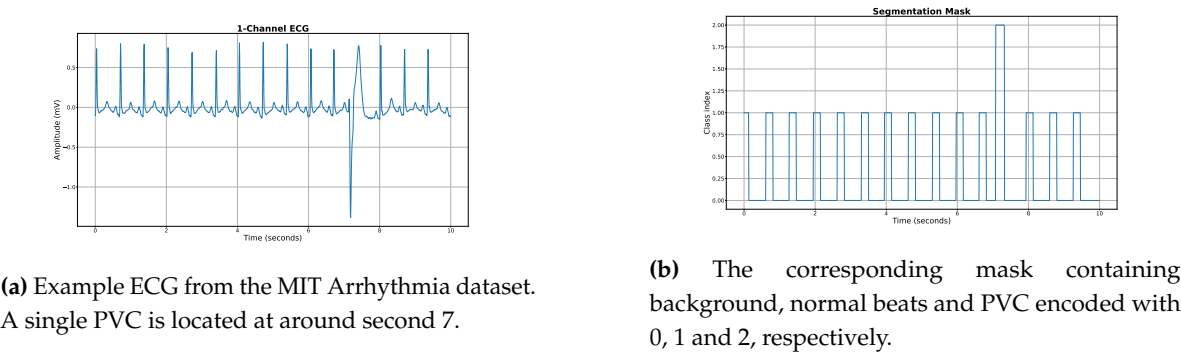 1-Channel ECG
Amplitude (mV)
0.5
0.0
−0.5
−1.0
0 2 4 6 8 10
Time (seconds)
(a) Example ECG from the MIT Arrhythmia dataset.
A single PVC is located at around second 7.
Segmentation Mask
Class index
2.00
1.75
1.50
1.25
1.00
0.75
0.50
0.25
0.00
0 2 4 6 8 10
Time (seconds)
(b) The corresponding mask containing
background, normal beats and PVC encoded with
0, 1 and 2, respectively.